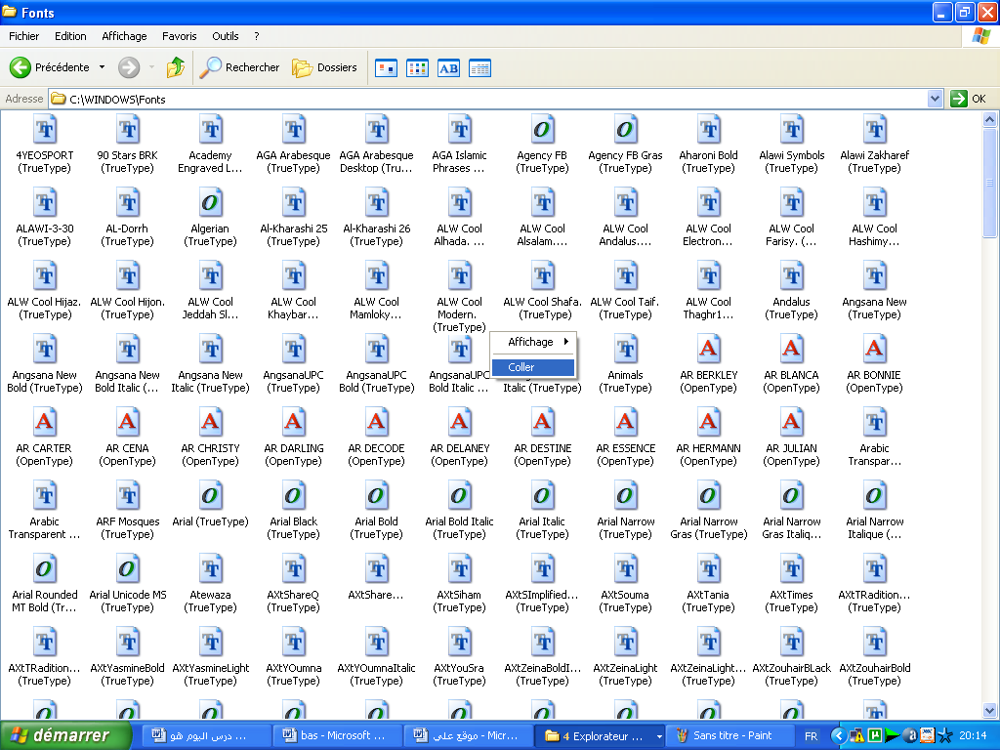 Fonts
Fichier Edition Affichage Favoris Outils ?
Précédente Rechercher Dossiers
Adresse C:\WINDOWS\Fonts OK
4YEOSPORT (TrueType)
90 Stars BRK (TrueType)
Academy Engraved L...
AGA Arabesque (TrueType)
AGA Arabesque Desktop (Tru...
AGA Islamic Phrases ...
Agency FB (TrueType)
Agency FB Gras (TrueType)
Aharoni Bold (TrueType)
Alawi Symbols (TrueType)
Alawi Zakharef (TrueType)
ALAWI-3-30 (TrueType)
AL-Dorrh (TrueType)
Algerian (TrueType)
Al-Kharashi 25 (TrueType)
Al-Kharashi 26 (TrueType)
ALW Cool Alhada. ...
ALW Cool Alsalam....
ALW Cool Andalus....
ALW Cool Electron...
ALW Cool Farisy. (...
ALW Cool Hashimy...
ALW Cool Hijaz. (TrueType)
ALW Cool Hijon. (TrueType)
ALW Cool Jeddah Sl...
ALW Cool Khaybar...
ALW Cool Mamloky...
ALW Cool Modern. (TrueType)
ALW Cool Shafa. (TrueType)
ALW Cool Taif. (TrueType)
ALW Cool Thaghr1...
Andalus (TrueType)
Angsana New (TrueType)
Affichage
Coller
Angsana New Bold (TrueType)
Angsana New Bold Italic (...
Angsana New Italic (TrueType)
AngsanaUPC (TrueType)
AngsanaUPC Bold (TrueType)
AngsanaUPC Bold Italic ...
Italic (TrueType)
Animals (TrueType)
AR BERKLEY (OpenType)
AR BLANCA (OpenType)
AR BONNIE (OpenType)
AR CARTER (OpenType)
AR CENA (OpenType)
AR CHRISTY (OpenType)
AR DARLING (OpenType)
AR DECODE (OpenType)
AR DELANEY (OpenType)
AR DESTINE (OpenType)
AR ESSENCE (OpenType)
AR HERMANN (OpenType)
AR JULIAN (OpenType)
Arabic Transpar...
Arabic Transparent ...
ARF Mosques (TrueType)
Arial (TrueType)
Arial Black (TrueType)
Arial Bold (TrueType)
Arial Bold Italic (TrueType)
Arial Italic (TrueType)
Arial Narrow (TrueType)
Arial Narrow Gras (TrueType)
Arial Narrow Gras Italiq...
Arial Narrow Italique (...
Arial Rounded MT Bold (Tr...
Arial Unicode MS (TrueType)
Atewaza (TrueType)
AXtShareQ (TrueType)
AXtShare...
AXtSiham (TrueType)
AXtSImplified... (TrueType)
AXtSouma (TrueType)
AXtTania (TrueType)
AXtTimes (TrueType)
AXtTRadition... (TrueType)
AXtTRadition... (TrueType)
AXtYasmineBold (TrueType)
AXtYasmineLight (TrueType)
AXtYOumna (TrueType)
AXtYOumnaItalic (TrueType)
AXtYouSra (TrueType)
AXtZeinaBoldI... (TrueType)
AXtZeinaLight (TrueType)
AXtZeinaLight... (TrueType)
AXtZouhairBLack (TrueType)
AXtZouhairBold (TrueType)
démarrer
درس اليوم هو ...
bas - Microsoft ...
موقع علي - Micr...
4 Explorateur ...
Sans titre - Paint
FR
20:14